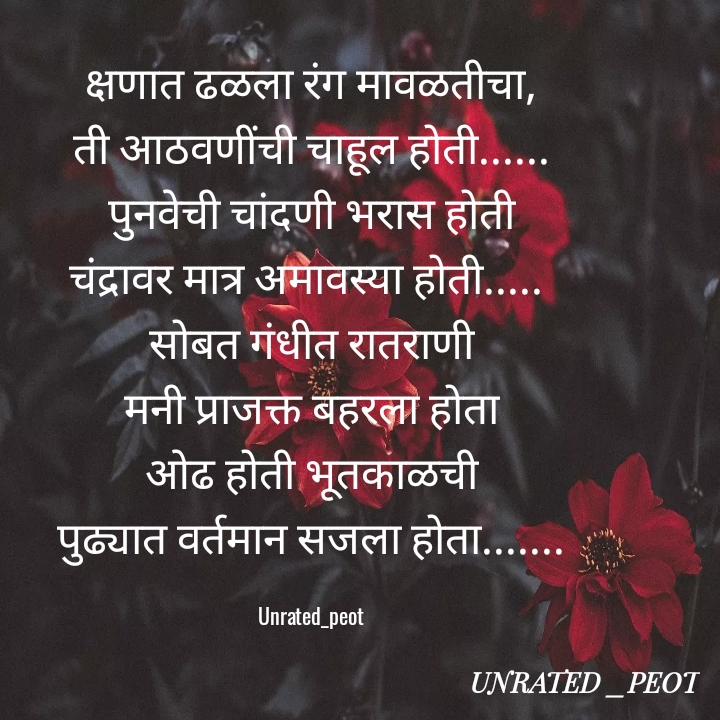 क्षणात ढळला रंग मावळतीचा,
ती आठवणींची चाहूल होती......
पुनवेची चांदणी भरास होती
चंद्रावर मात्र अमावस्या होती.....
सोबत गंधीत रातराणी
मनी प्राजक्त बहरला होता
ओढ होती भूतकाळची
पुढ्यात वर्तमान सजला होता.......
Unrated_peot
UNRATED _ PEOT